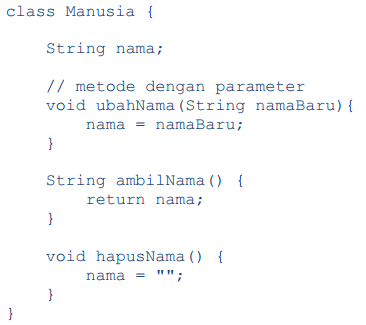 class Manusia {
String nama;
// metode dengan parameter
void ubahNama(String namaBaru){
nama = namaBaru;
}
String ambilNama() {
return nama;
}
void hapusNama() {
nama = "";
}
}